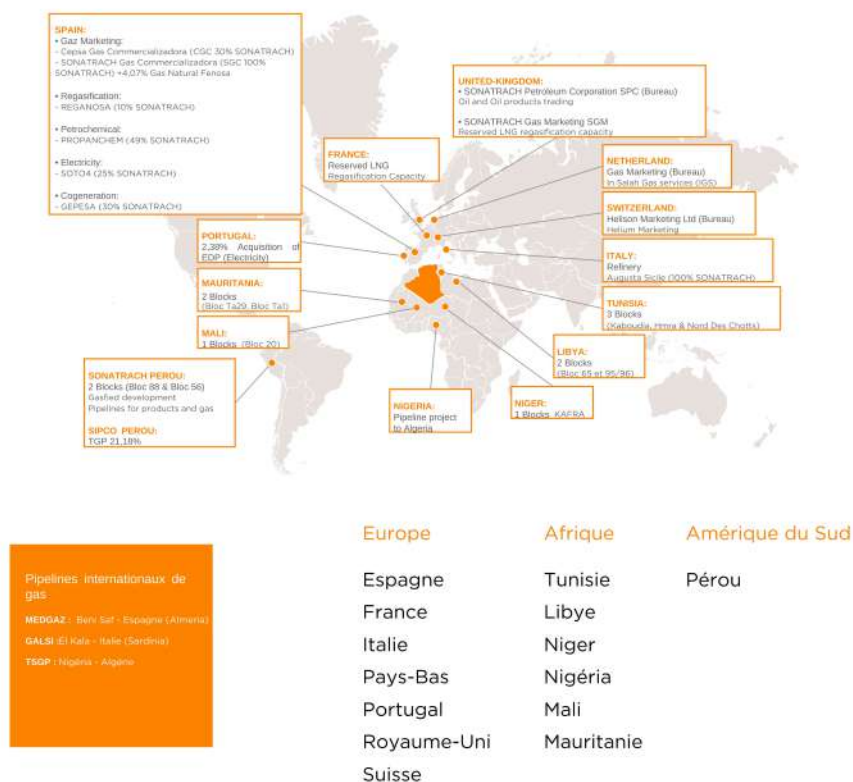 SPAIN:
• Gaz Marketing:
- Cepsa Gas Commercializadora (CGC 30% SONATRACH)
- SONATRACH Gas Commercializadora (SGC 100%
SONATRACH) +4,07% Gas Natural Fenosa
• Regasification:
- REGANOSA (10% SONATRACH)
• Petrochemical:
- PROPANCHEM (49% SONATRACH)
• Electricity:
- SOTO4 (25% SONATRACH)
• Cogeneration:
- GEPESA (30% SONATRACH)
UNITED-KINGDOM:
• SONATRACH Petroleum Corporation SPC (Bureau)
Oil and Oil products trading
• SONATRACH Gas Marketing SGM
Reserved LNG regasification capacity
FRANCE:
Reserved LNG
Regasification Capacity
NETHERLAND:
Gas Marketing (Bureau)
In Salah Gas services (IGS)
SWITZERLAND:
Helison Marketing Ltd (Bureau)
Helium Marketing
PORTUGAL:
2,38% Acquisition of
EDP (Electricity)
ITALY:
Refinery
Augusta Sicile (100% SONATRACH)
MAURITANIA:
2 Blocks
(Bloc Ta29, Bloc Ta1)
TUNISIA:
3 Blocks
(Kaboudia, Hmra & Nord Des Chotts)
MALI:
1 Blocks (Bloc 20)
LIBYA:
2 Blocks
(Bloc 65 et 95/96)
SONATRACH PEROU:
2 Blocks (Bloc 88 & Bloc 56)
Gasfied development
Pipelines for products and gas
SIPCO PEROU:
TGP 21,18%
NIGERIA:
Pipeline project
to Algeria
NIGER:
1 Blocks KAFRA
Pipelines internationaux de
gas
MEDGAZ : Beni Saf - Espagne (Almeria)
GALSI :El Kala - Italie (Sardinia)
TSGP : Nigéria - Algérie
Europe
Espagne
France
Italie
Pays-Bas
Portugal
Royaume-Uni
Suisse
Afrique
Tunisie
Libye
Niger
Nigéria
Mali
Mauritanie
Amérique du Sud
Pérou